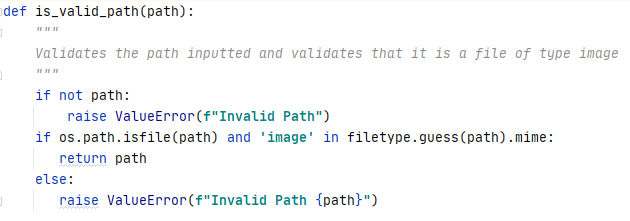 def is_valid_path(path):
    """
    Validates the path inputted and validates that it is a file of type image
    """
    if not path:
        raise ValueError(f"Invalid Path")
    if os.path.isfile(path) and 'image' in filetype.guess(path).mime:
       return path
    else:
       raise ValueError(f"Invalid Path {path}")